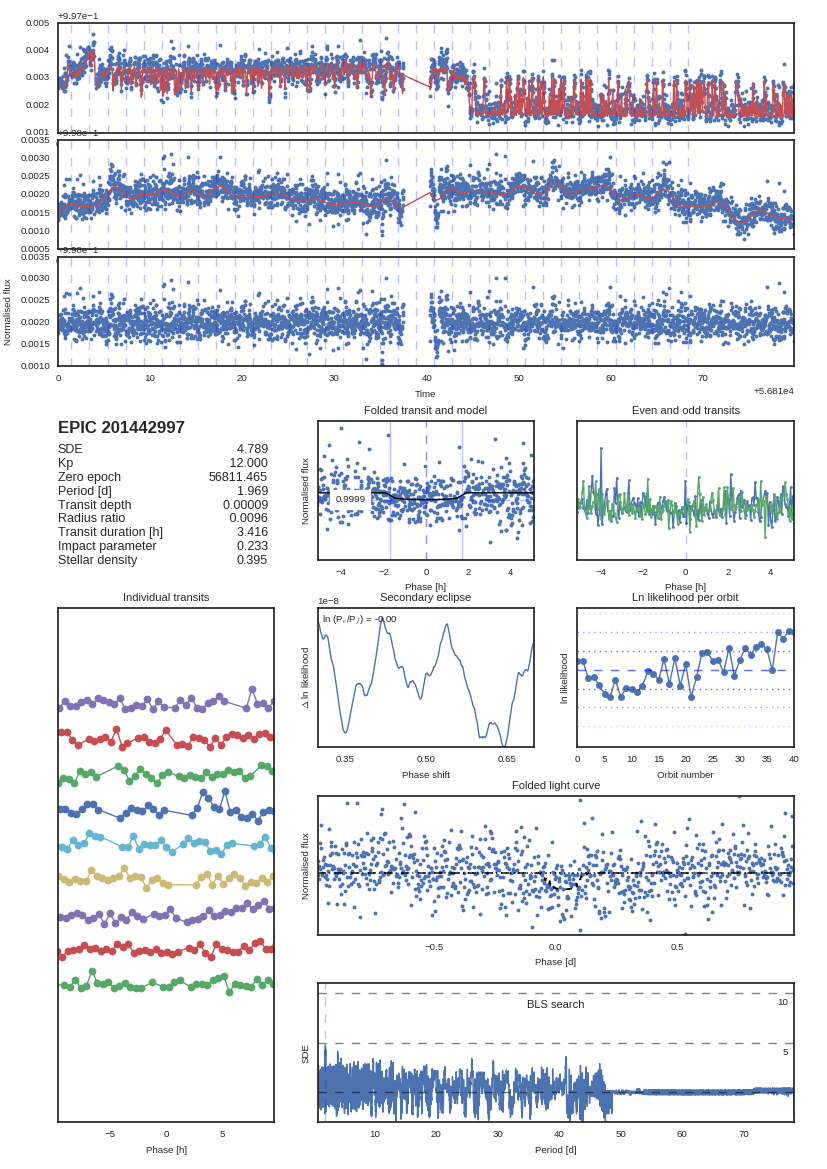 +9.97e−1
0.005
0.004
0.003
0.002
0.001
+9.98e−1
0.0035
0.0030
0.0025
0.0020
0.0015
0.0010
0.0005
+9.98e−1
0.0035
0.0030
0.0025
0.0020
0.0015
0.0010
Normalised flux
0 10 20 30 40 50 60 70
Time
+5.681e4
EPIC 201442997
SDE 4.789
Kp 12.000
Zero epoch 56811.465
Period [d] 1.969
Transit depth 0.00009
Radius ratio 0.0096
Transit duration [h] 3.416
Impact parameter 0.233
Stellar density 0.395
Folded transit and model
Normalised flux
0.9999
−4 −2 0 2 4
Phase [h]
Even and odd transits
−4 −2 0 2 4
Phase [h]
Individual transits
−5 0 5
Phase [h]
Secondary eclipse
1e−8
ln (Pₑ/P𝒻) = -0.00
Δ ln likelihood
0.35 0.50 0.65
Phase shift
Ln likelihood per orbit
ln likelihood
0 5 10 15 20 25 30 35 40
Orbit number
Folded light curve
Normalised flux
−0.5 0.0 0.5
Phase [d]
BLS search
10
5
SDE
10 20 30 40 50 60 70
Period [d]